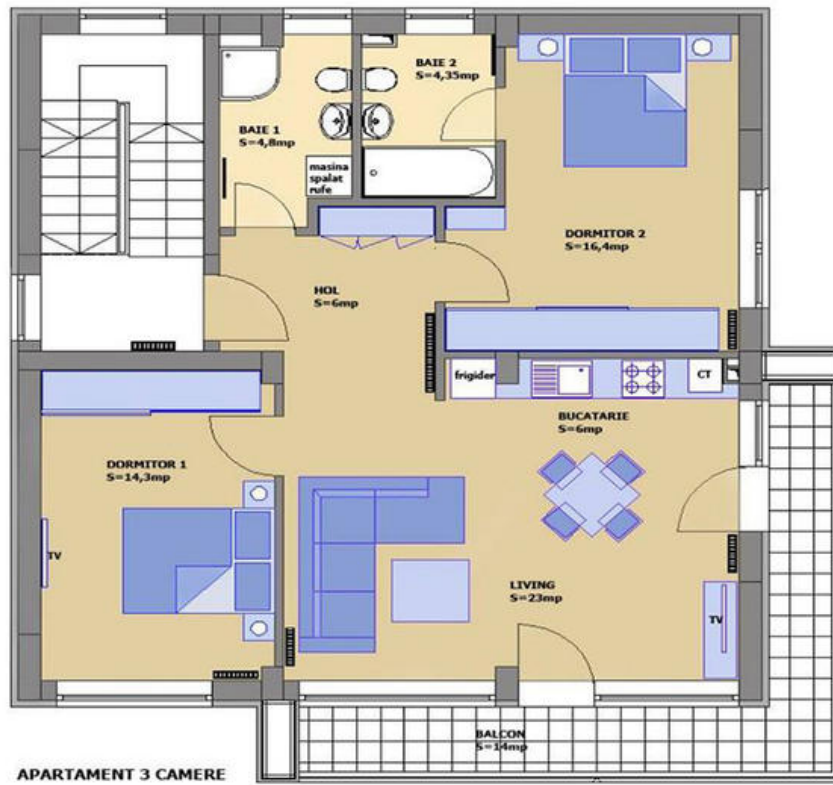 BAIE 2
S=4,35mp
BAIE 1
S=4,8mp
masina
spalat
rufe
DORMITOR 2
S=16,4mp
HOL
S=6mp
frigider
CT
BUCATARIE
S=6mp
DORMITOR 1
S=14,3mp
TV
LIVING
S=23mp
TV
BALCON
S=14mp
APARTAMENT 3 CAMERE